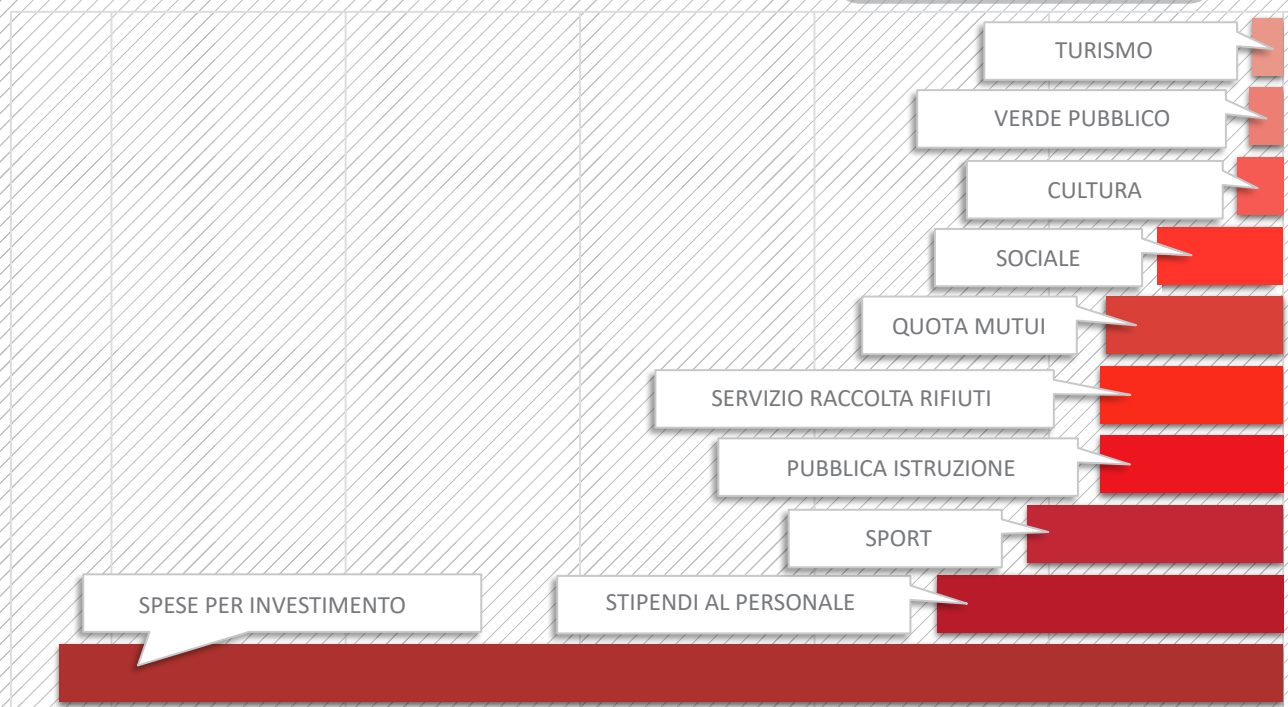 TURISMO
VERDE PUBBLICO
CULTURA
SOCIALE
QUOTA MUTUI
SERVIZIO RACCOLTA RIFIUTI
PUBBLICA ISTRUZIONE
SPORT
SPESE PER INVESTIMENTO
STIPENDI AL PERSONALE